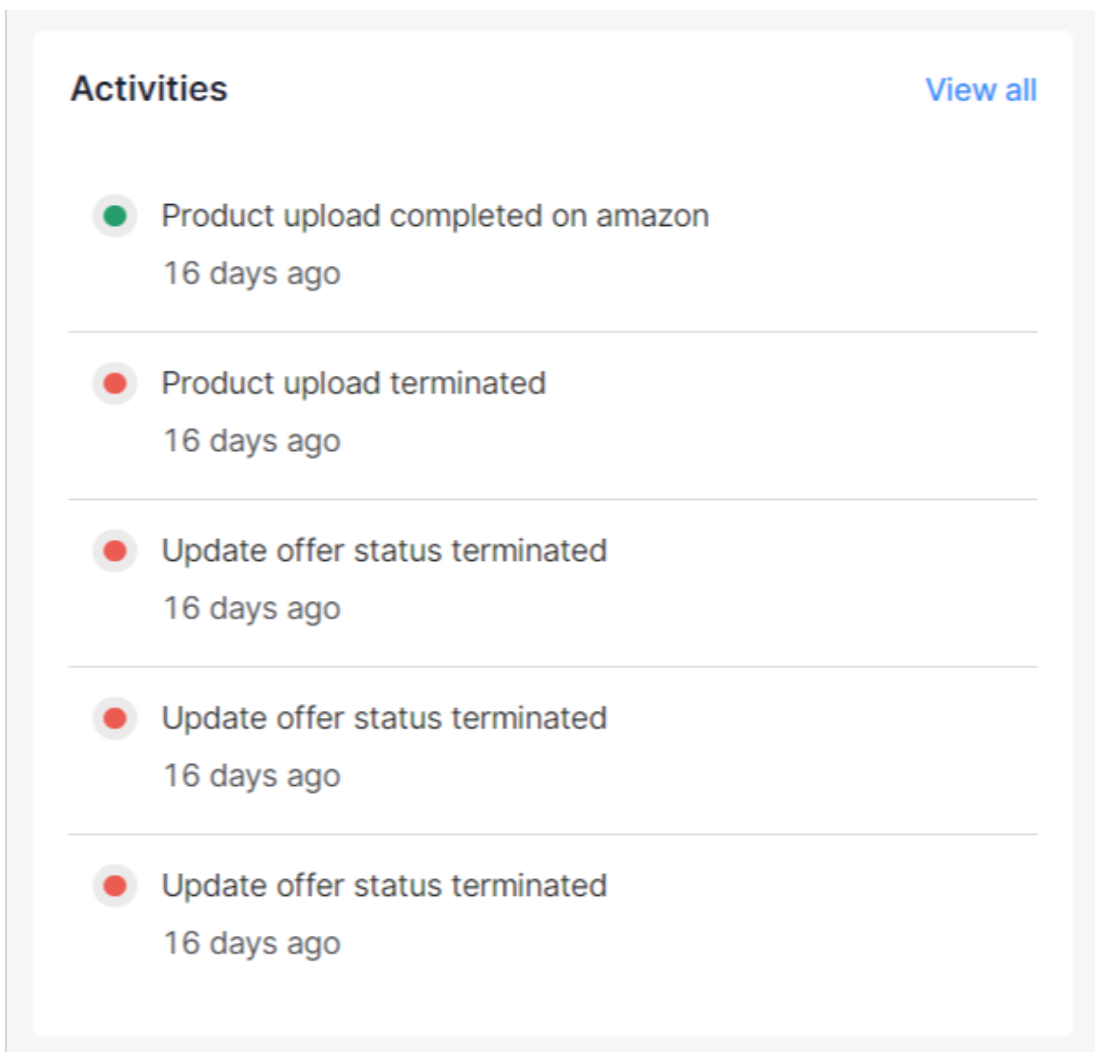 Activities
View all
Product upload completed on amazon
16 days ago
Product upload terminated
16 days ago
Update offer status terminated
16 days ago
Update offer status terminated
16 days ago
Update offer status terminated
16 days ago